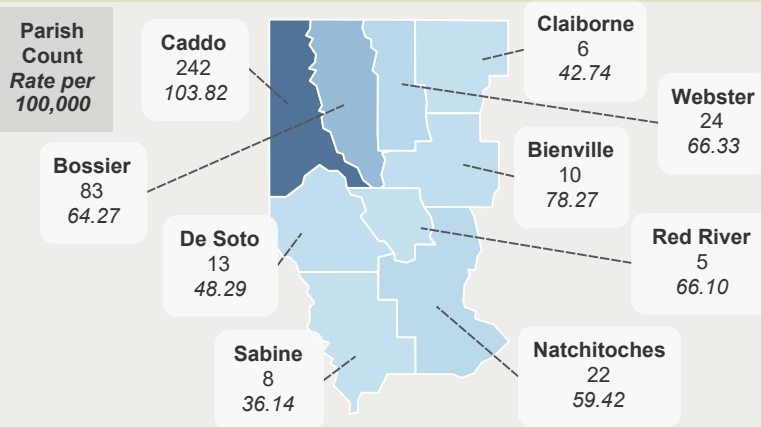 Parish
Count
Rate per
100,000
Caddo
242
103.82
Claiborne
6
42.74
Webster
24
66.33
Bossier
83
64.27
Bienville
10
78.27
De Soto
13
48.29
Red River
5
66.10
Sabine
8
36.14
Natchitoches
22
59.42